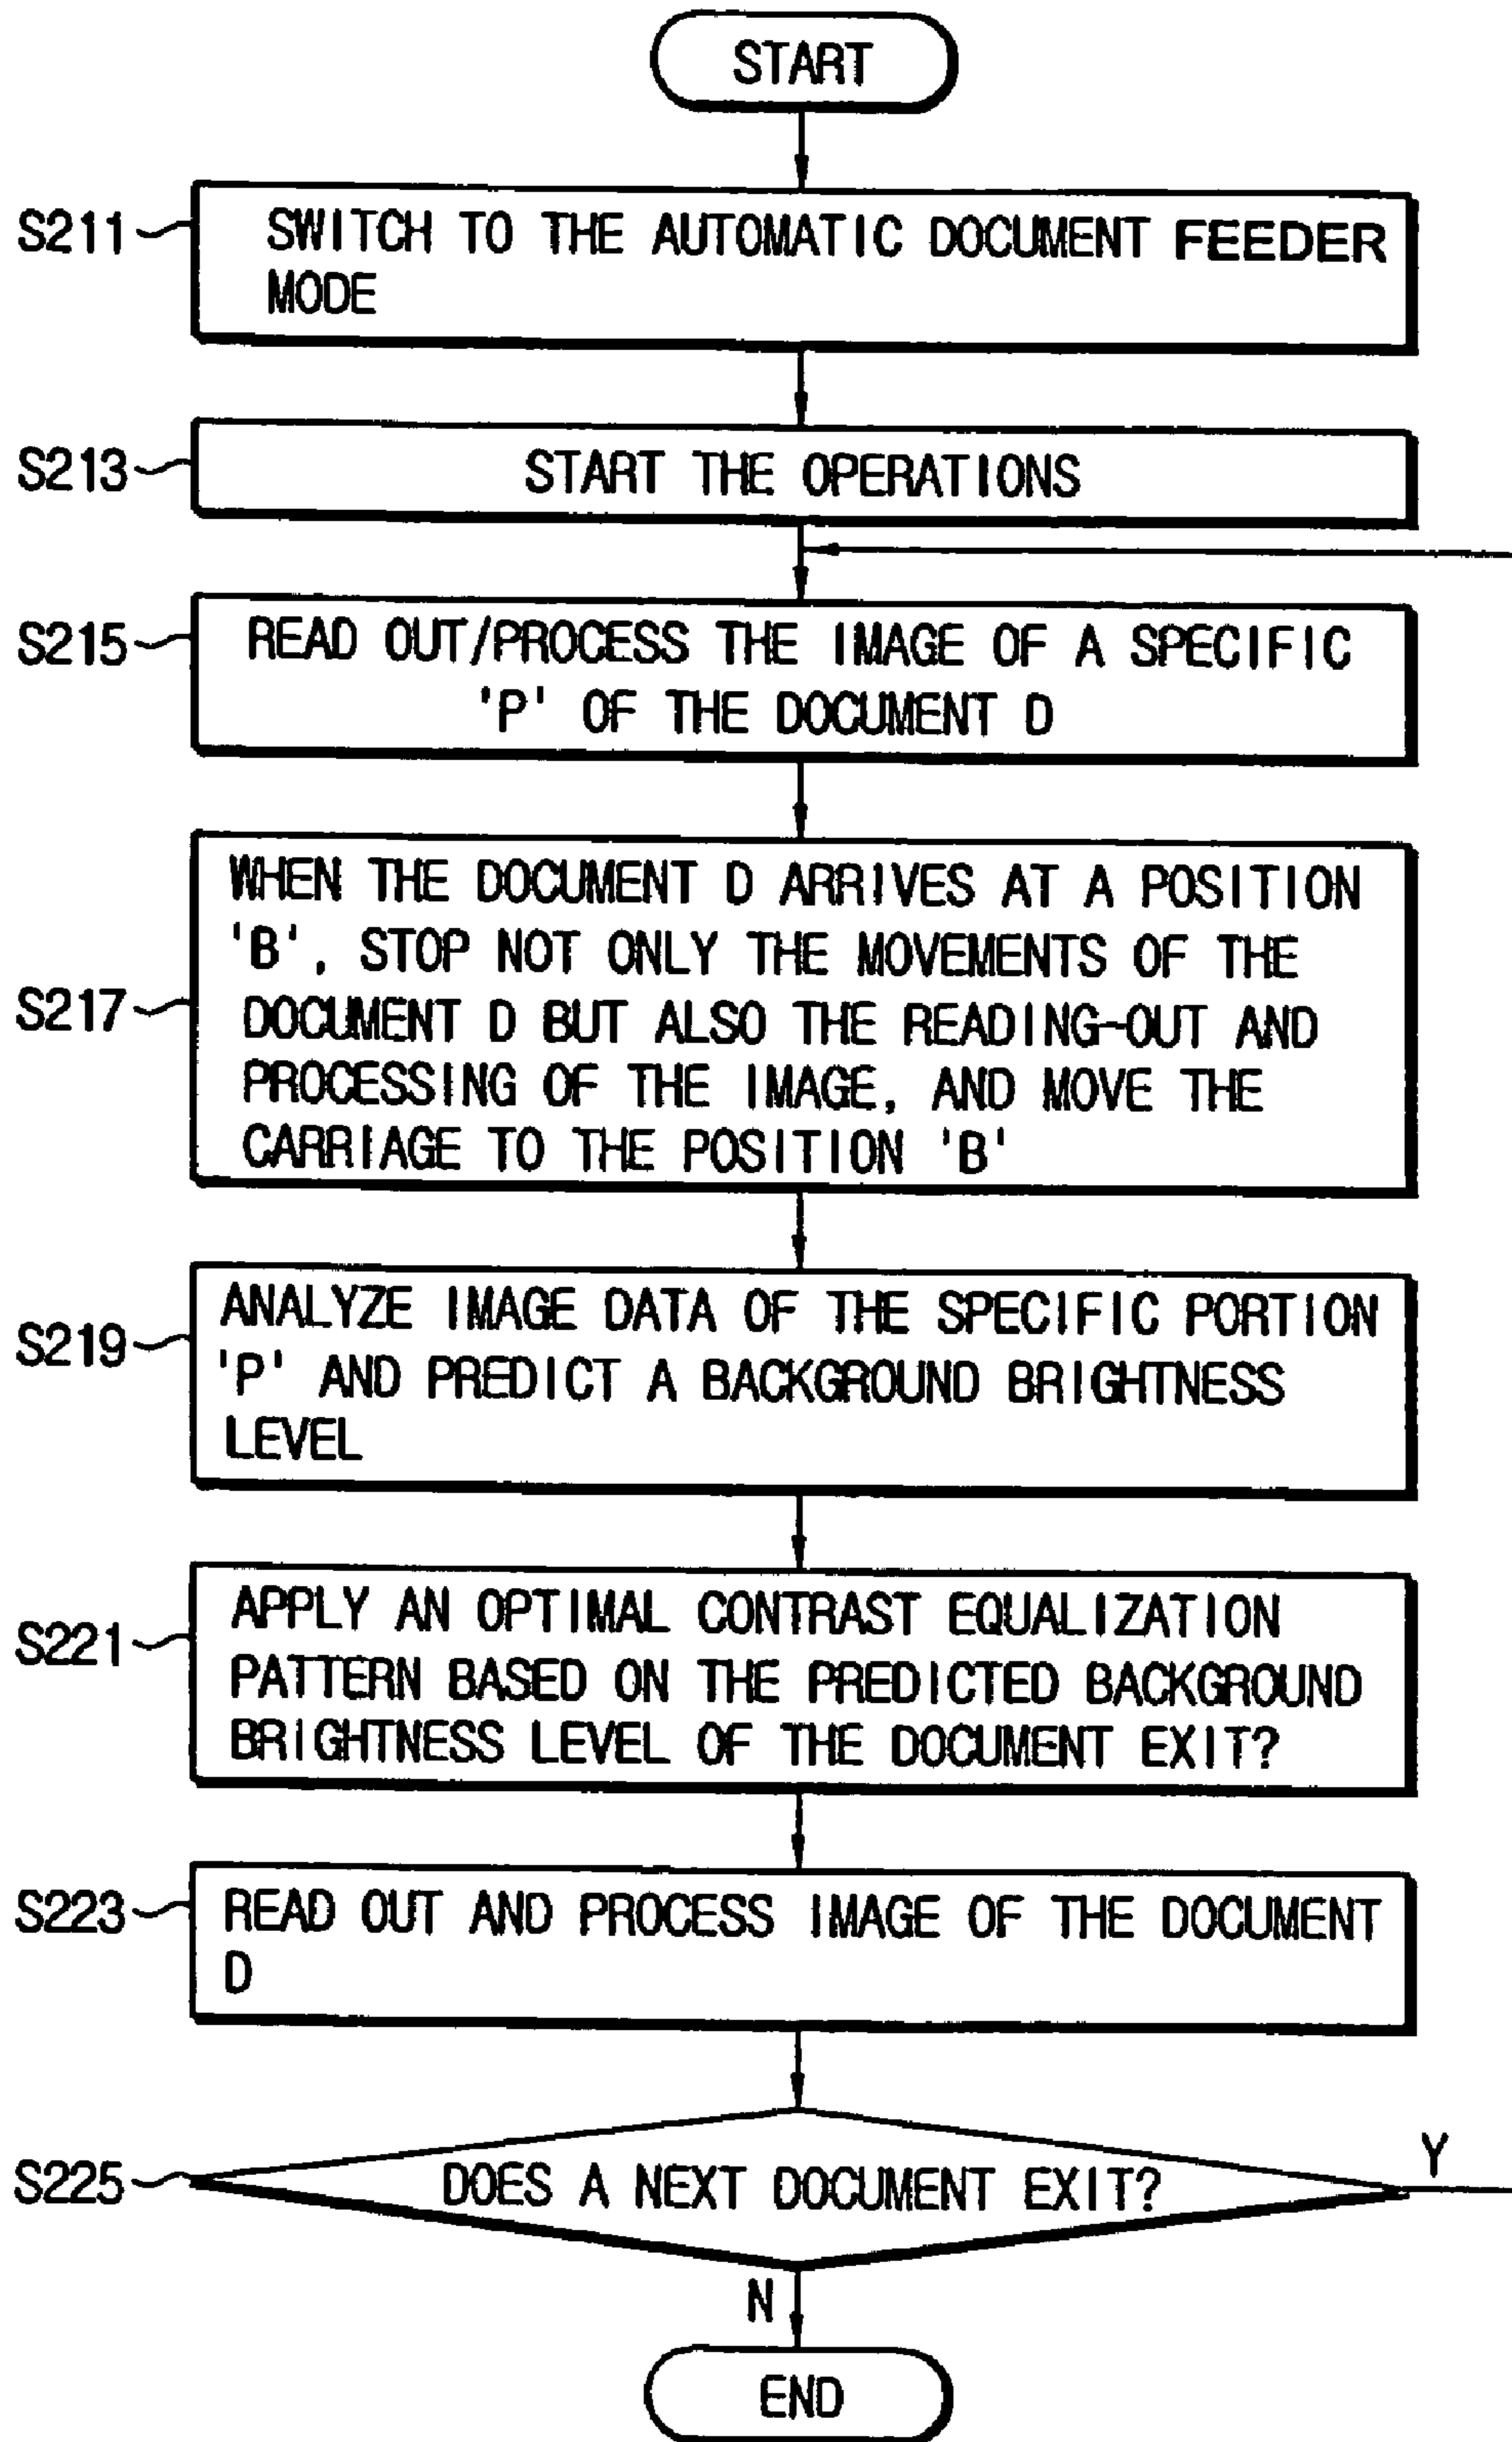 START
S211
SWITCH TO THE AUTOMATIC DOCUMENT FEEDER
MODE
S213
START THE OPERATIONS
S215
READ OUT/PROCESS THE IMAGE OF A SPECIFIC
'P' OF THE DOCUMENT D
S217
WHEN THE DOCUMENT D ARRIVES AT A POSITION
'B', STOP NOT ONLY THE MOVEMENTS OF THE
DOCUMENT D BUT ALSO THE READING-OUT AND
PROCESSING OF THE IMAGE, AND MOVE THE
CARRIAGE TO THE POSITION 'B'
S219
ANALYZE IMAGE DATA OF THE SPECIFIC PORTION
'P' AND PREDICT A BACKGROUND BRIGHTNESS
LEVEL
S221
APPLY AN OPTIMAL CONTRAST EQUALIZATION
PATTERN BASED ON THE PREDICTED BACKGROUND
BRIGHTNESS LEVEL OF THE DOCUMENT EXIT?
S223
READ OUT AND PROCESS IMAGE OF THE DOCUMENT
D
S225
DOES A NEXT DOCUMENT EXIT?
Y
N
END